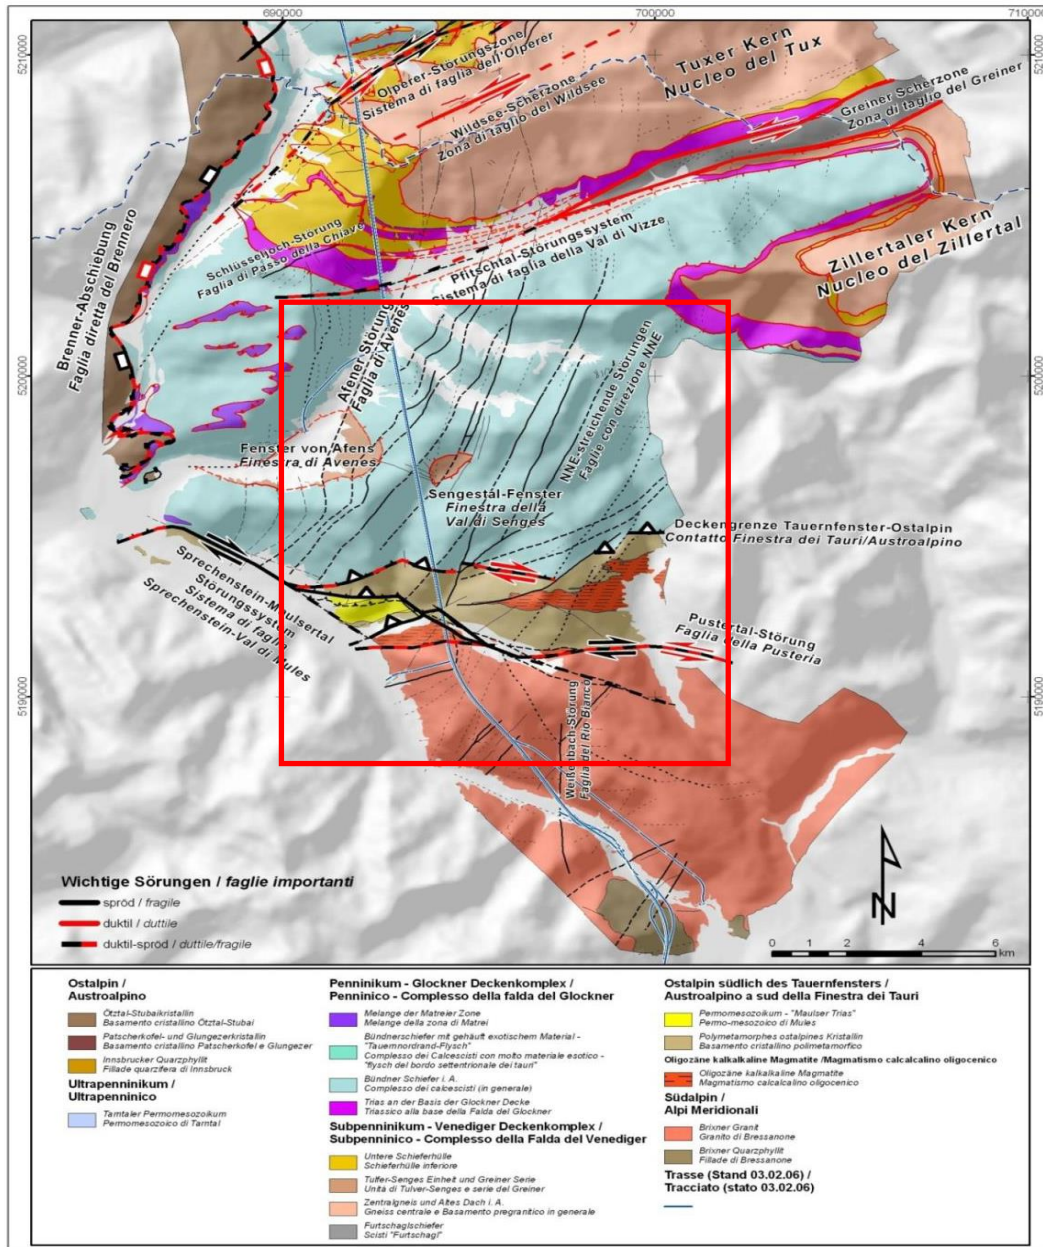 690000
700000
710000
5210000
5210000
Olperer-Störungszone
Sistema di faglia dell'Olperer
Wildsee-Scherzone
Zona di taglio del Wildsee
Tuxer Kern
Nucleo del Tux
Greiner Scherzone
Zona di taglio del Greiner
Brenner-Abschiebung
Faglia diretta del Brennero
Schlüsseljoch-Störung
Faglia di Passo della Chiave
Pfitschtal-Störungssystem
Sistema di faglia della Val di Vizze
Zillertaler Kern
Nucleo del Zillertal
5200000
5200000
Afener-Störung
Faglia di Avenes
NNE-streichende Störungen
Faglie con direzione NNE
Fenster von Afens
Finestra di Avenes
Sengestal-Fenster
Finestra della
Val di Senges
Deckengrenze Tauernfenster-Ostalpin
Contatto Finestra dei Tauri/Austroalpino
Sprechenstein-Maulsertal
Störungssystem
Sistema di faglia
Sprechenstein-Val di Mules
Pustertal-Störung
Faglia della Pusteria
5190000
5190000
Weißenbach-Störung
Faglia del Rio Bianco
Wichtige Sörungen / faglie importanti
spröd / fragile
duktil / duttile
duktil-spröd / duttile/fragile
N
0 1 2 4 6
km
Ostalpin /
Austroalpino
Ötztal-Stubaikristallin
Basamento cristallino Ötztal-Stubai
Patscherkofel- und Glungezerkristallin
Basamento cristallino Patscherkofel e Glungezer
Innsbrucker Quarzphyllit
Fillade quarzifera di Innsbruck
Ultrapenninikum /
Ultrapenninico
Tarntaler Permomesozoikum
Permomesozoico di Tarntal
Penninikum - Glockner Deckenkomplex /
Penninico - Complesso della falda del Glockner
Melange der Matreier Zone
Melange della zona di Matrei
Bündnerschiefer mit gehäuft exotischem Material -
"Tauernnordrand-Flysch"
Complesso dei Calcescisti con molto materiale esotico -
"flysch del bordo settentrionale dei tauri"
Bündner Schiefer i. A.
Complesso dei calcescisti (in generale)
Trias an der Basis der Glockner Decke
Triassico alla base della Falda del Glockner
Subpenninikum - Venediger Deckenkomplex /
Subpenninico - Complesso della Falda del Venediger
Untere Schieferhülle
Schieferhülle inferiore
Tulfer-Senges Einheit und Greiner Serie
Unità di Tulver-Senges e serie del Greiner
Zentralgneis und Altes Dach i. A.
Gneiss centrale e Basamento pregranitico in generale
Furtschaglschiefer
Scisti "Furtschagl"
Ostalpin südlich des Tauernfensters /
Austroalpino a sud della Finestra dei Tauri
Permomesozoikum - "Maulser Trias"
Permo-mesozoico di Mules
Polymetamorphes ostalpines Kristallin
Basamento cristallino polimetamorfico
Oligozäne kalkalkaline Magmatite /Magmatismo calcalcalino oligocenico
Oligozäne kalkalkaline Magmatite
Magmatismo calcalcalino oligocenico
Südalpin /
Alpi Meridionali
Brixner Granit
Granito di Bressanone
Brixner Quarzphyllit
Fillade di Bressanone
Trasse (Stand 03.02.06) /
Tracciato (stato 03.02.06)